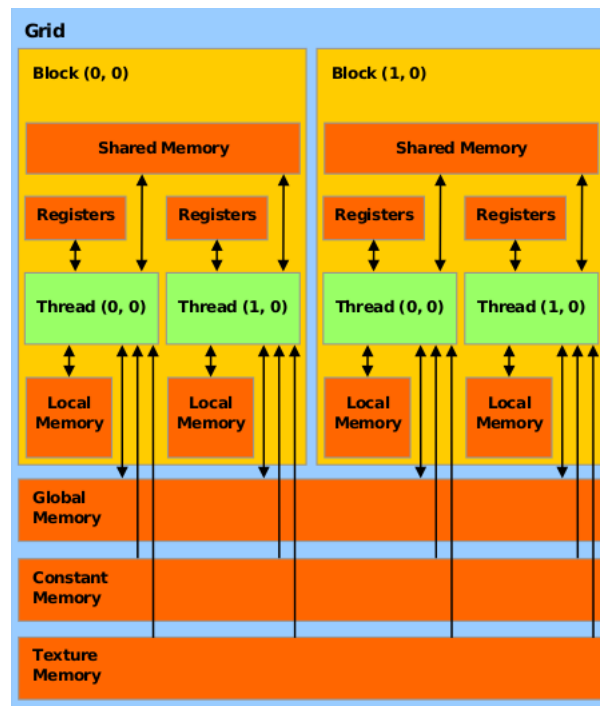 Grid
Block (0, 0)
Block (1, 0)
Shared Memory
Shared Memory
Registers
Registers
Registers
Registers
Thread (0, 0)
Thread (1, 0)
Thread (0, 0)
Thread (1, 0)
Local
Memory
Local
Memory
Local
Memory
Local
Memory
Global
Memory
Constant
Memory
Texture
Memory